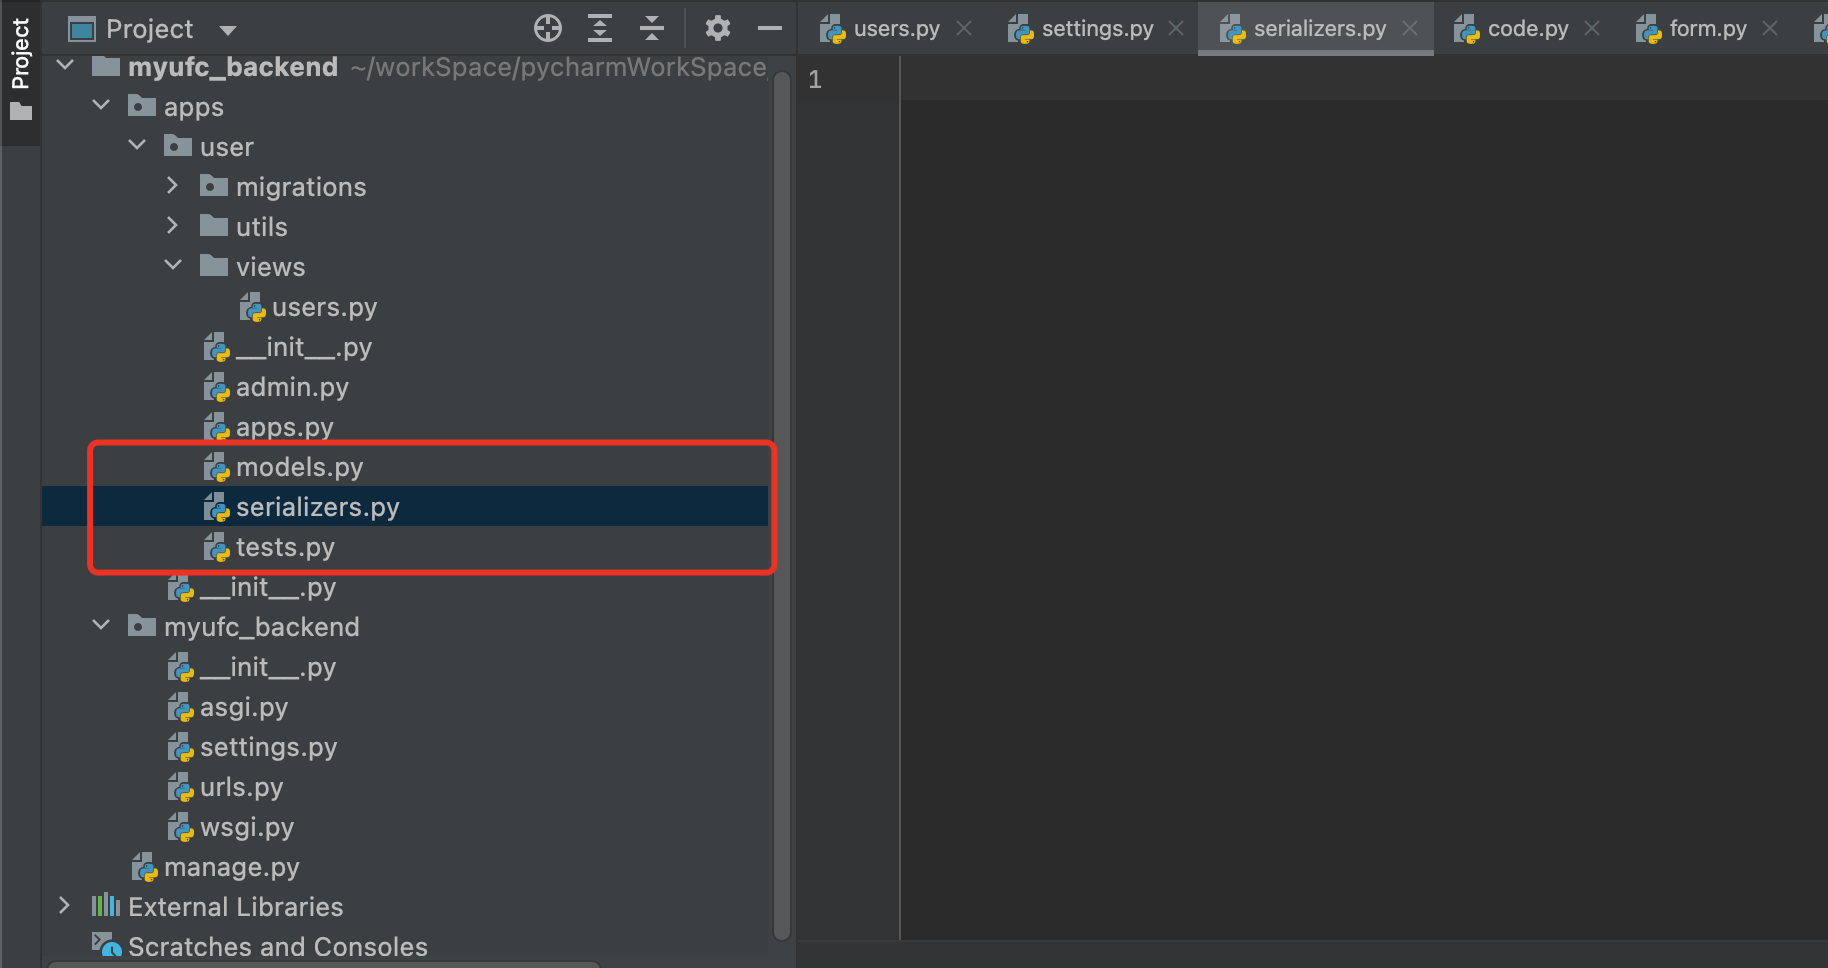 Project
Project
users.py
settings.py
serializers.py
code.py
form.py
myufc_backend ~/workSpace/pycharmWorkSpace
apps
user
migrations
utils
views
users.py
__init__.py
admin.py
apps.py
models.py
serializers.py
tests.py
__init__.py
myufc_backend
__init__.py
asgi.py
settings.py
urls.py
wsgi.py
manage.py
External Libraries
Scratches and Consoles
1